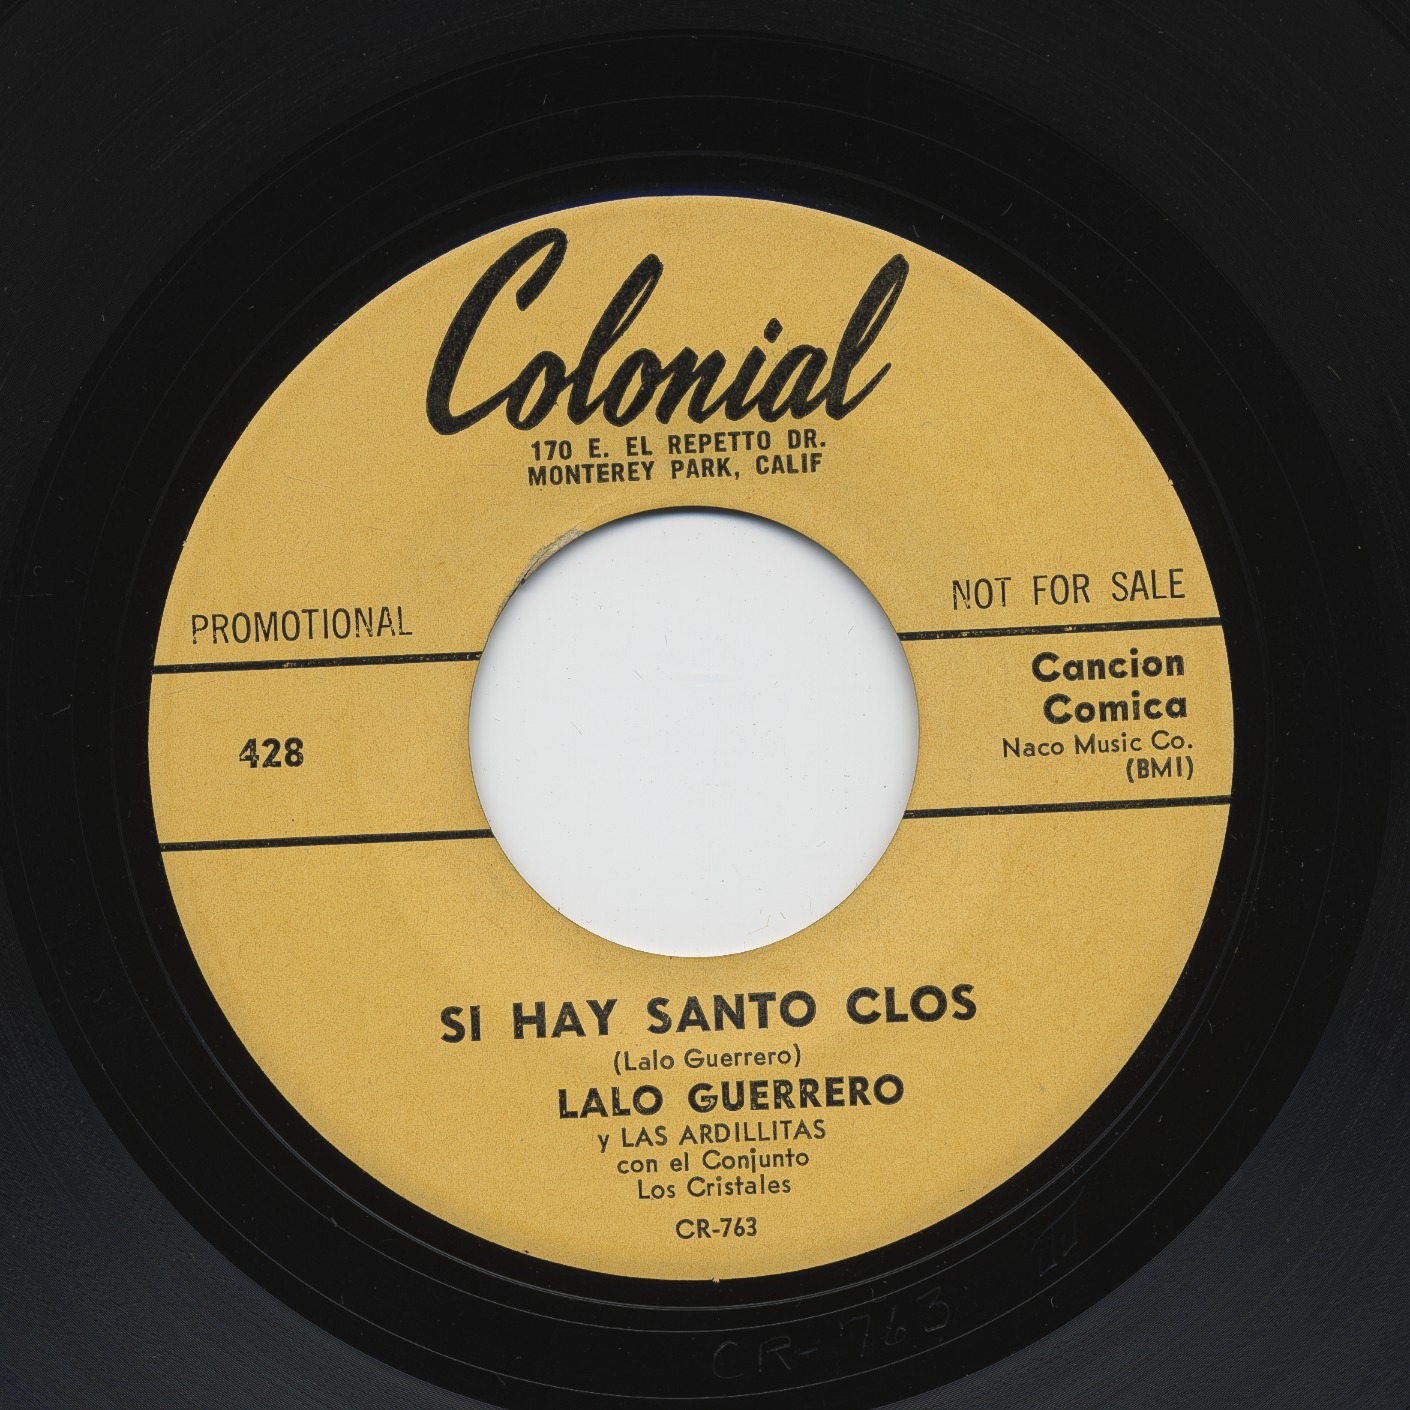 Colonial
170 E. EL REPETTO DR.
MONTEREY PARK, CALIF
PROMOTIONAL
NOT FOR SALE
428
Cancion
Comica
Naco Music Co.
(BMI)
SI HAY SANTO CLOS
(Lalo Guerrero)
LALO GUERRERO
y LAS ARDILLITAS
con el Conjunto
Los Cristales
CR-763
CR-763